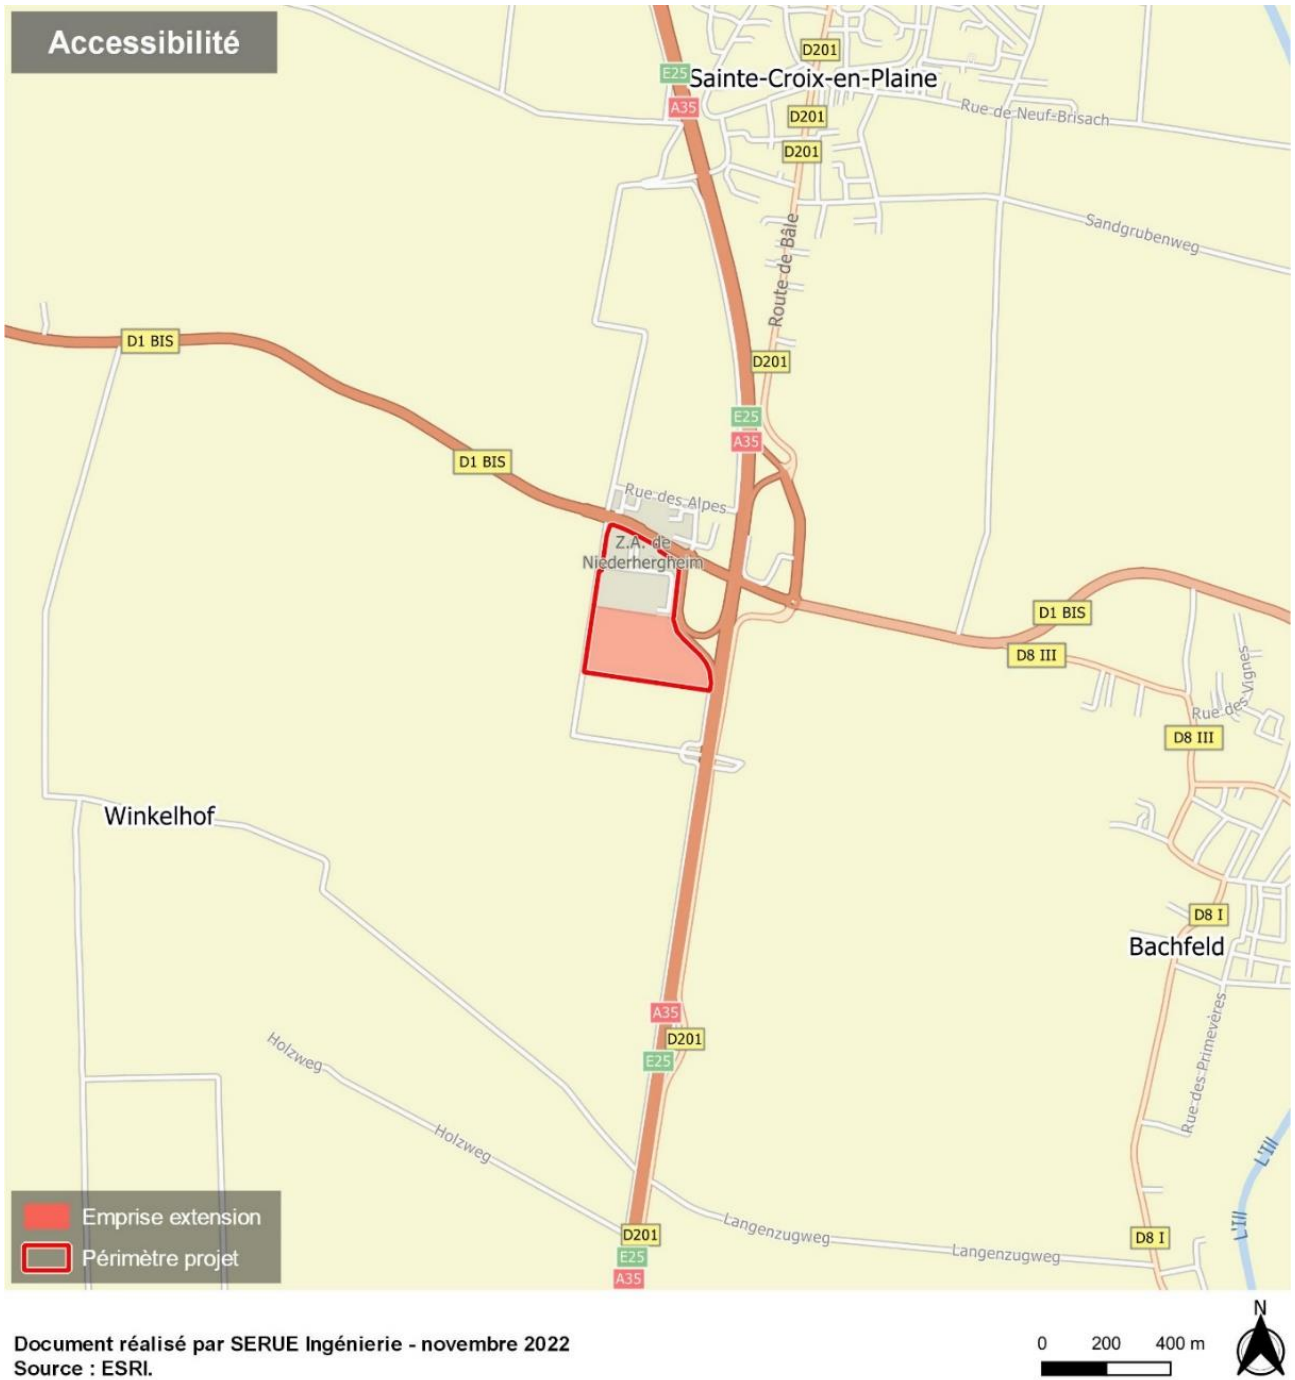 Accessibilité
D201
E25
Sainte-Croix-en-Plaine
A35
Rue de Neuf-Brisach
D201
D201
Sandgrubenweg
Route de Bâle
D1 BIS
D201
E25
A35
D1 BIS
Rue des Alpes
Z.A. de
Niederhergheim
D1 BIS
D8 III
Rue des Vignes
D8 III
Winkelhof
D8 I
Bachfeld
A35
D201
E25
Rue des Primevères
Holzweg
Holzweg
L'Ill
L'Ill
Emprise extension
Périmètre projet
Langenzugweg
Langenzugweg
D201
D8 I
E25
A35
N
Document réalisé par SERUE Ingénierie - novembre 2022
Source : ESRI.
0 200 400 m